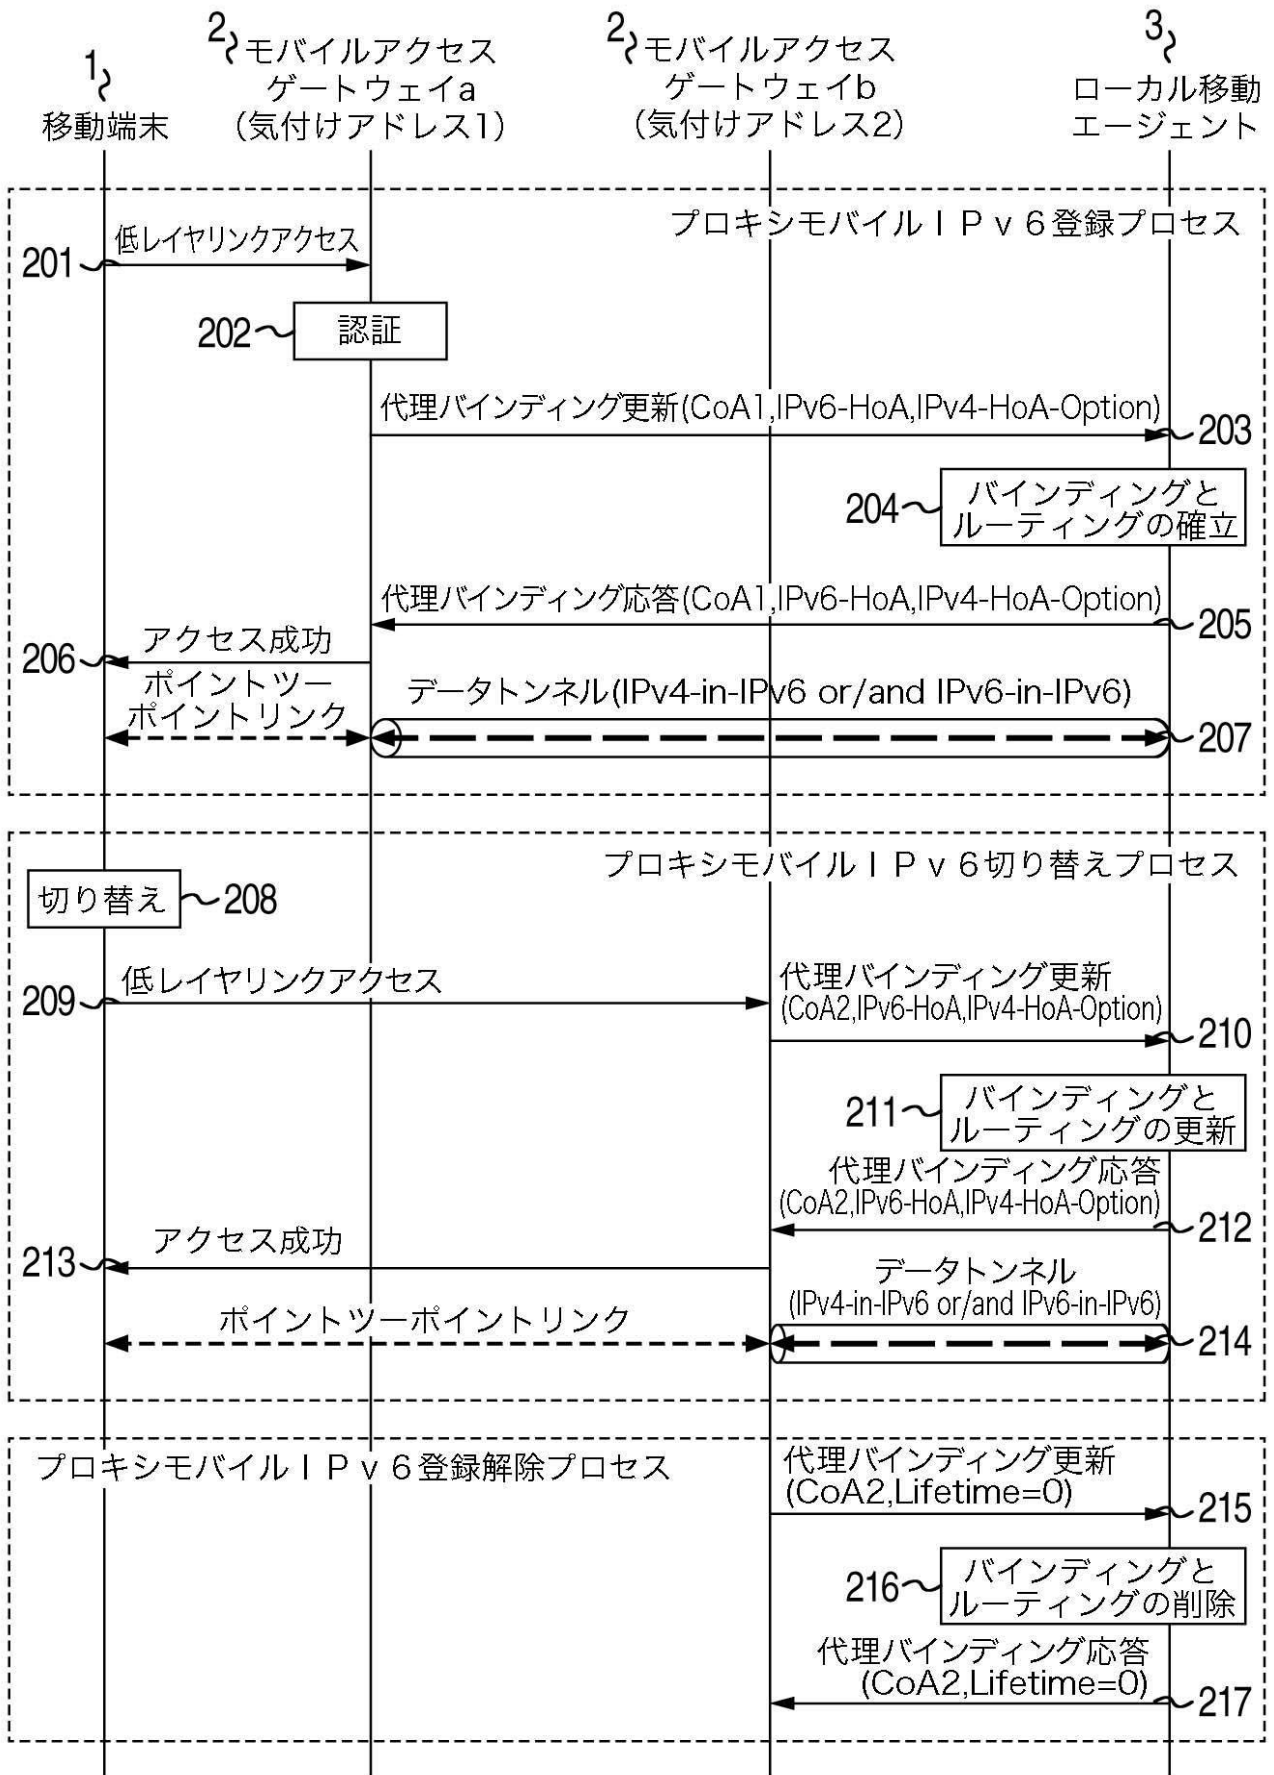 1
移動端末
2
モバイルアクセス
ゲートウェイa
(気付けアドレス1)
2
モバイルアクセス
ゲートウェイb
(気付けアドレス2)
3
ローカル移動
エージェント
プロキシモバイルIPv6登録プロセス
低レイヤリンクアクセス
201
202
認証
代理バインディング更新(CoA1,IPv6-HoA,IPv4-HoA-Option)
203
204
バインディングと
ルーティングの確立
代理バインディング応答(CoA1,IPv6-HoA,IPv4-HoA-Option)
205
アクセス成功
206
ポイントツー
ポイントリンク
データトンネル(IPv4-in-IPv6 or/and IPv6-in-IPv6)
207
プロキシモバイルIPv6切り替えプロセス
切り替え
208
低レイヤリンクアクセス
209
代理バインディング更新
(CoA2,IPv6-HoA,IPv4-HoA-Option)
210
211
バインディングと
ルーティングの更新
代理バインディング応答
(CoA2,IPv6-HoA,IPv4-HoA-Option)
212
アクセス成功
213
データトンネル
(IPv4-in-IPv6 or/and IPv6-in-IPv6)
ポイントツーポイントリンク
214
プロキシモバイルIPv6登録解除プロセス
代理バインディング更新
(CoA2,Lifetime=0)
215
216
バインディングと
ルーティングの削除
代理バインディング応答
(CoA2,Lifetime=0)
217